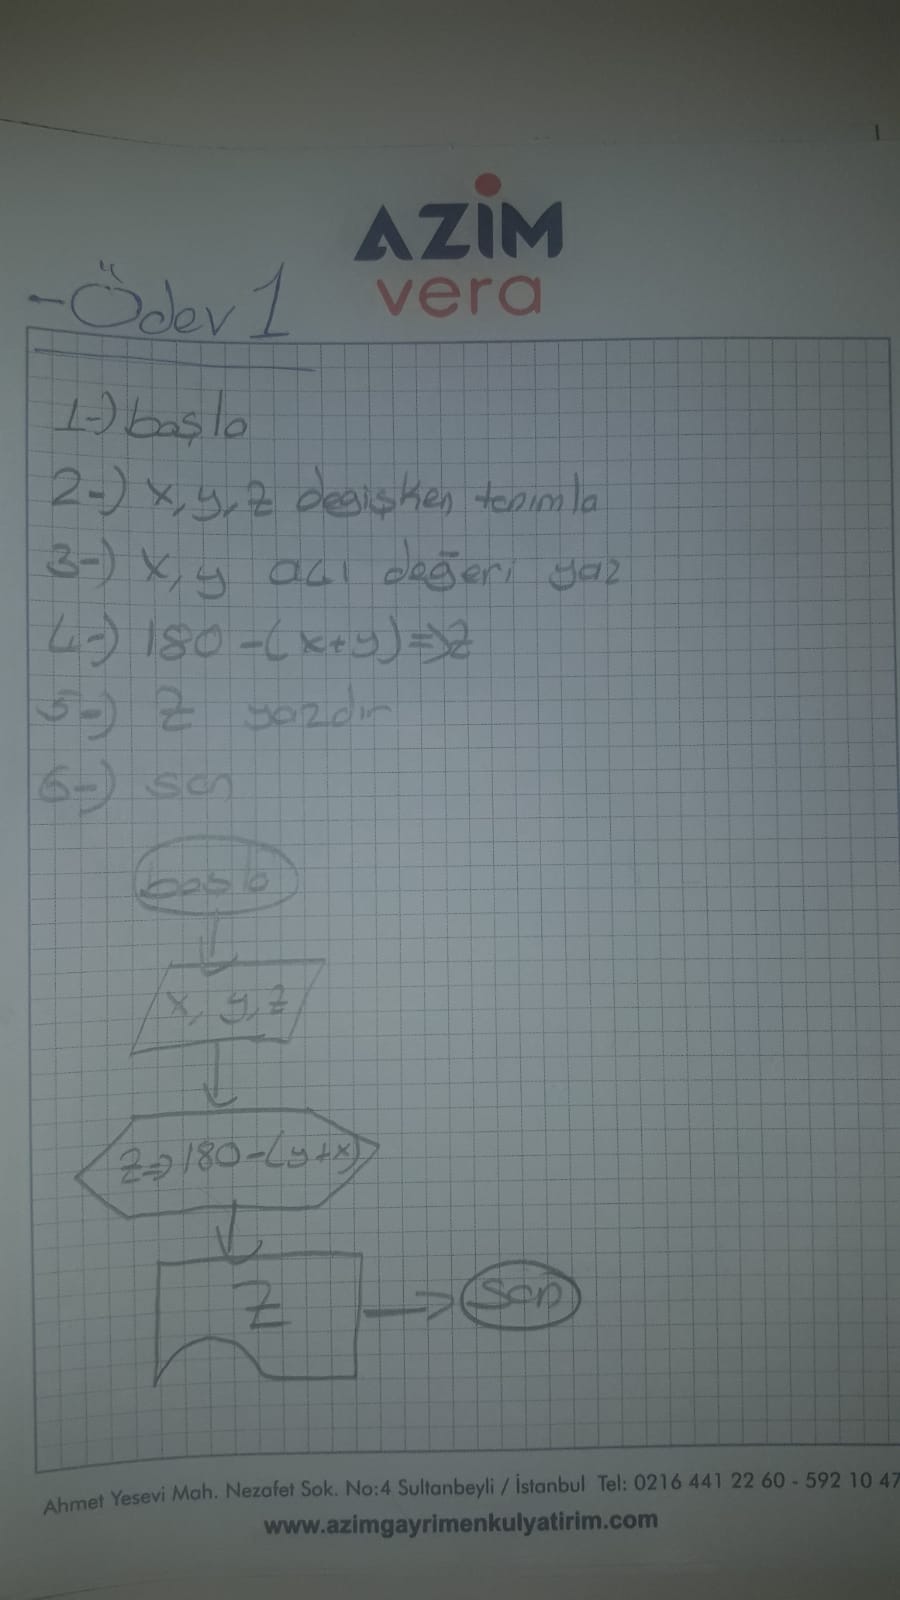 AZİM
vera
-Ödev 1
1-) başla
2-) x, y, z değişken tanımla
3-) x, y açı değeri yaz
4-) 180-(x+y)=>z
5-) z yazdır
6-) son
başla
x, y, z
z=>180-(y+x)
z
son
Ahmet Yesevi Mah. Nezafet Sok. No:4 Sultanbeyli / İstanbul Tel: 0216 441 22 60 - 592 10 47
www.azimgayrimenkulyatirim.com